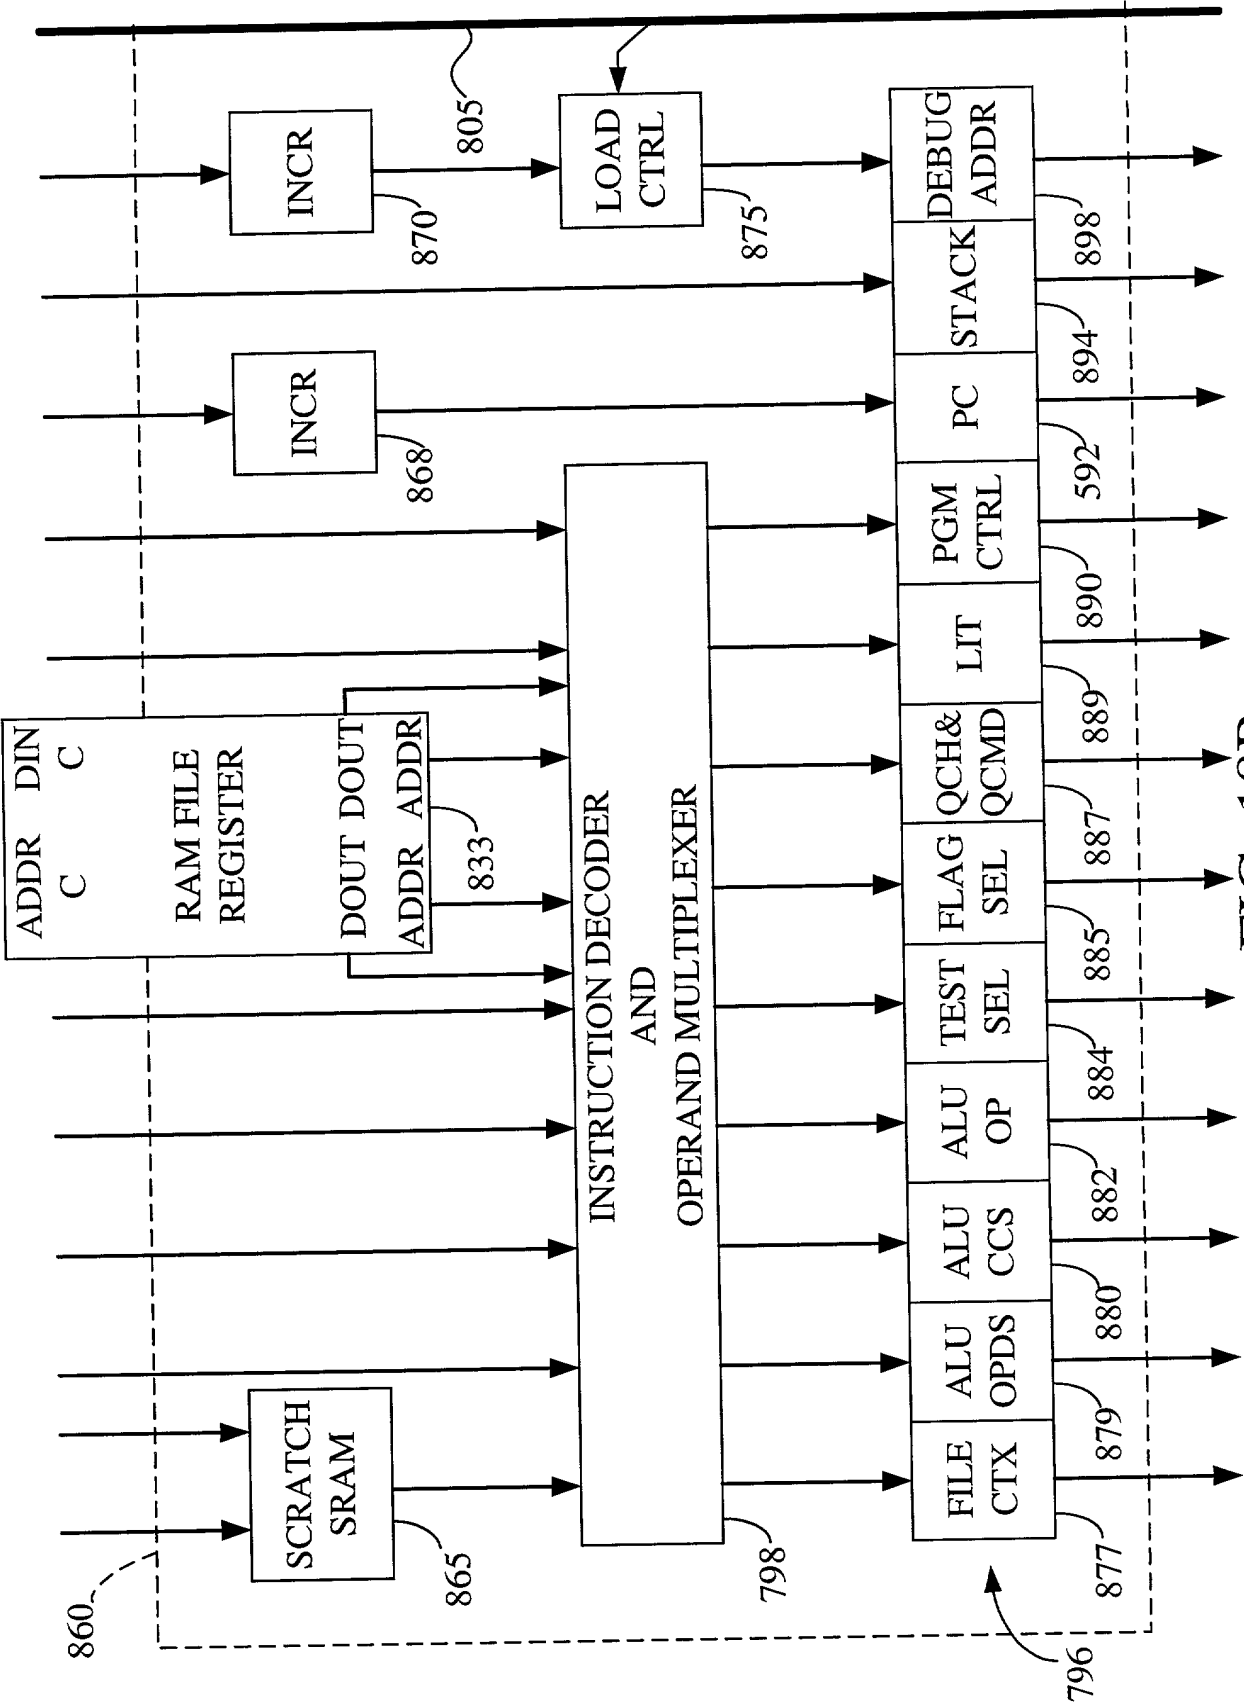 860
ADDR DIN
C C
RAM FILE
REGISTER
DOUT DOUT
ADDR ADDR
833
805
SCRATCH
SRAM
865
INCR
868
INCR
870
LOAD
CTRL
875
INSTRUCTION DECODER
AND
OPERAND MULTIPLEXER
798
796
FILE
CTX
877
ALU
OPDS
879
ALU
CCS
880
ALU
OP
882
TEST
SEL
884
FLAG
SEL
885
QCH&
QCMD
887
LIT
889
PGM
CTRL
890
PC
592
STACK
894
DEBUG
ADDR
898